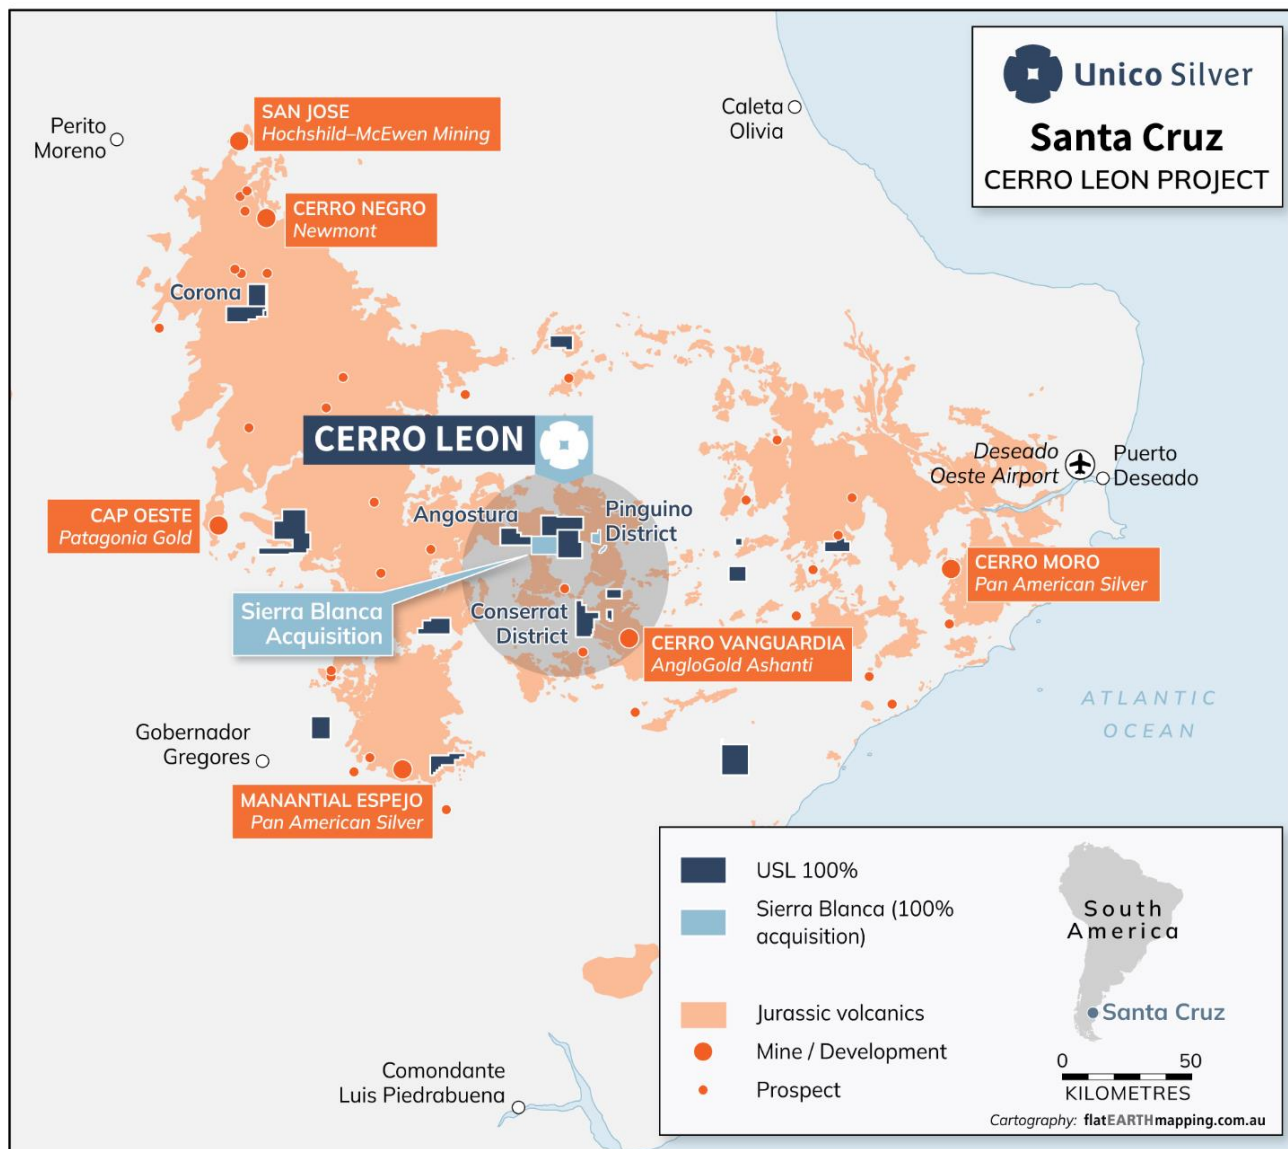 Unico Silver
Santa Cruz
CERRO LEON PROJECT
Perito
Moreno
SAN JOSE
Hochshild–McEwen Mining
Caleta
Olivia
CERRO NEGRO
Newmont
Corona
CERRO LEON
Deseado
Oeste Airport
Puerto
Deseado
CAP OESTE
Patagonia Gold
Angostura
Pinguino
District
CERRO MORO
Pan American Silver
Sierra Blanca
Acquisition
Conserrat
District
CERRO VANGUARDIA
AngloGold Ashanti
ATLANTIC
OCEAN
Gobernador
Gregores
MANANTIAL ESPEJO
Pan American Silver
Comondante
Luis Piedrabuena
USL 100%
Sierra Blanca (100%
acquisition)
Jurassic volcanics
Mine / Development
Prospect
South
America
Santa Cruz
0 50
KILOMETRES
Cartography: flatEARTHmapping.com.au